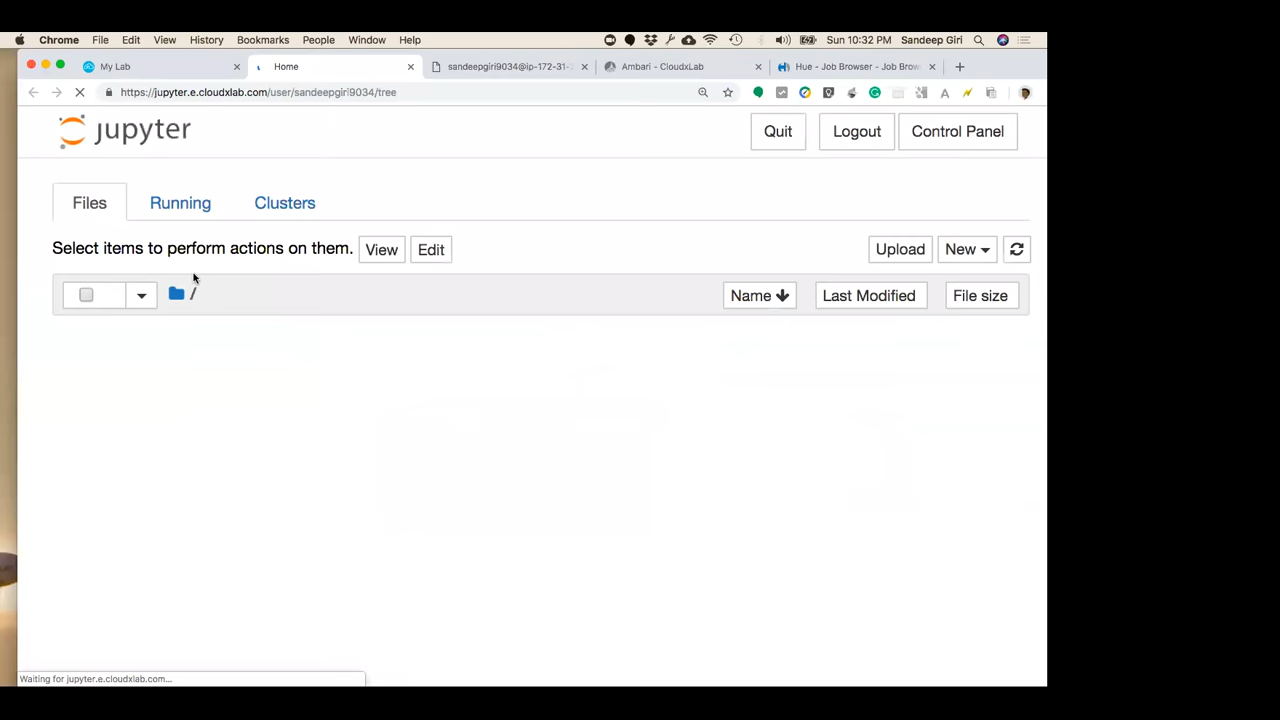 Chrome File Edit View History Bookmarks People Window Help Sun 10:32 PM Sandeep Giri
My Lab Home sandeepgiri9034@ip-172-31- Ambari - CloudxLab Hue - Job Browser - Job Brow
https://jupyter.e.cloudxlab.com/user/sandeepgiri9034/tree
jupyter Quit Logout Control Panel
Files Running Clusters
Select items to perform actions on them. View Edit Upload New
/ Name Last Modified File size
Waiting for jupyter.e.cloudxlab.com...